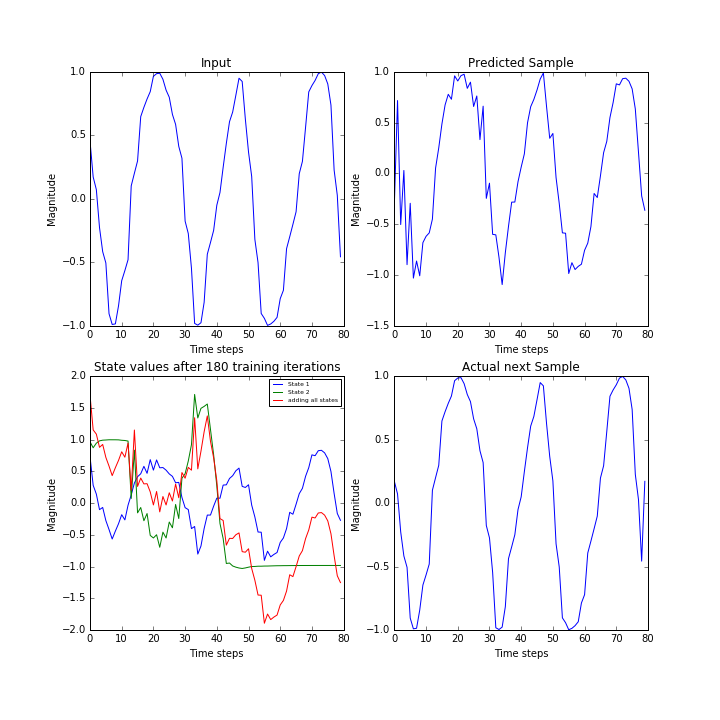 Input
Magnitude
1.0
0.5
0.0
−0.5
−1.0
0 10 20 30 40 50 60 70 80
Time steps
Predicted Sample
Magnitude
1.0
0.5
0.0
−0.5
−1.0
−1.5
0 10 20 30 40 50 60 70 80
Time steps
State values after 180 training iterations
Magnitude
2.0
1.5
1.0
0.5
0.0
−0.5
−1.0
−1.5
−2.0
State 1
State 2
adding all states
0 10 20 30 40 50 60 70 80
Time steps
Actual next Sample
Magnitude
1.0
0.5
0.0
−0.5
−1.0
0 10 20 30 40 50 60 70 80
Time steps